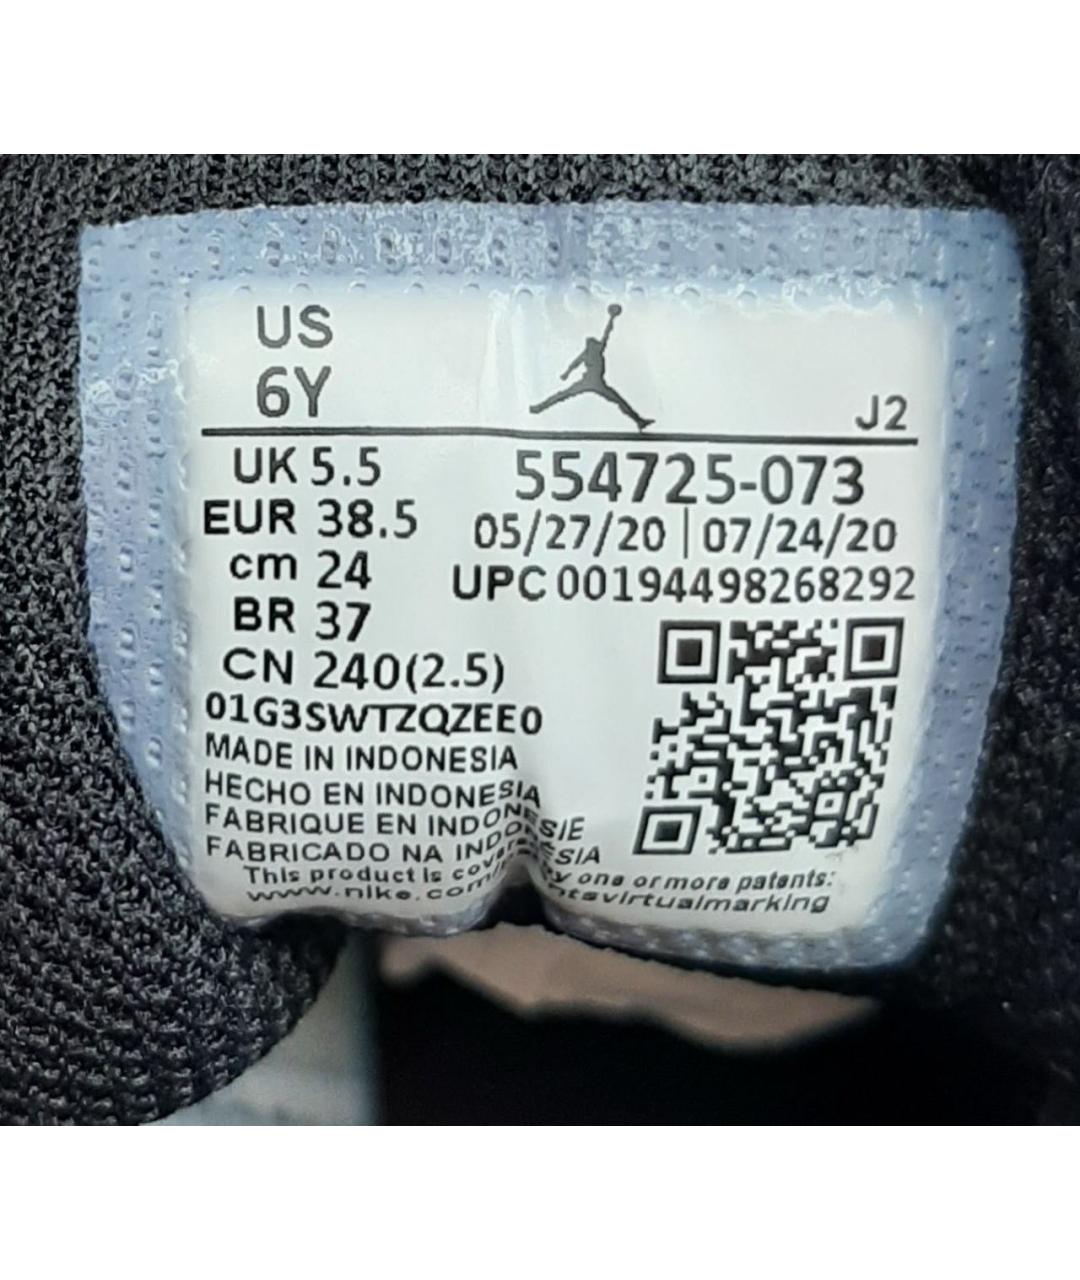 US
6Y
J2
UK 5.5
554725-073
EUR 38.5
05/27/20 | 07/24/20
cm 24
UPC 00194498268292
BR 37
CN 240(2.5)
01G3SWTZQZEE0
MADE IN INDONESIA
HECHO EN INDONESIA
FABRIQUE EN INDONESIE
FABRICADO NA INDONESIA
This product is by one or more patents:
www.nike.com/